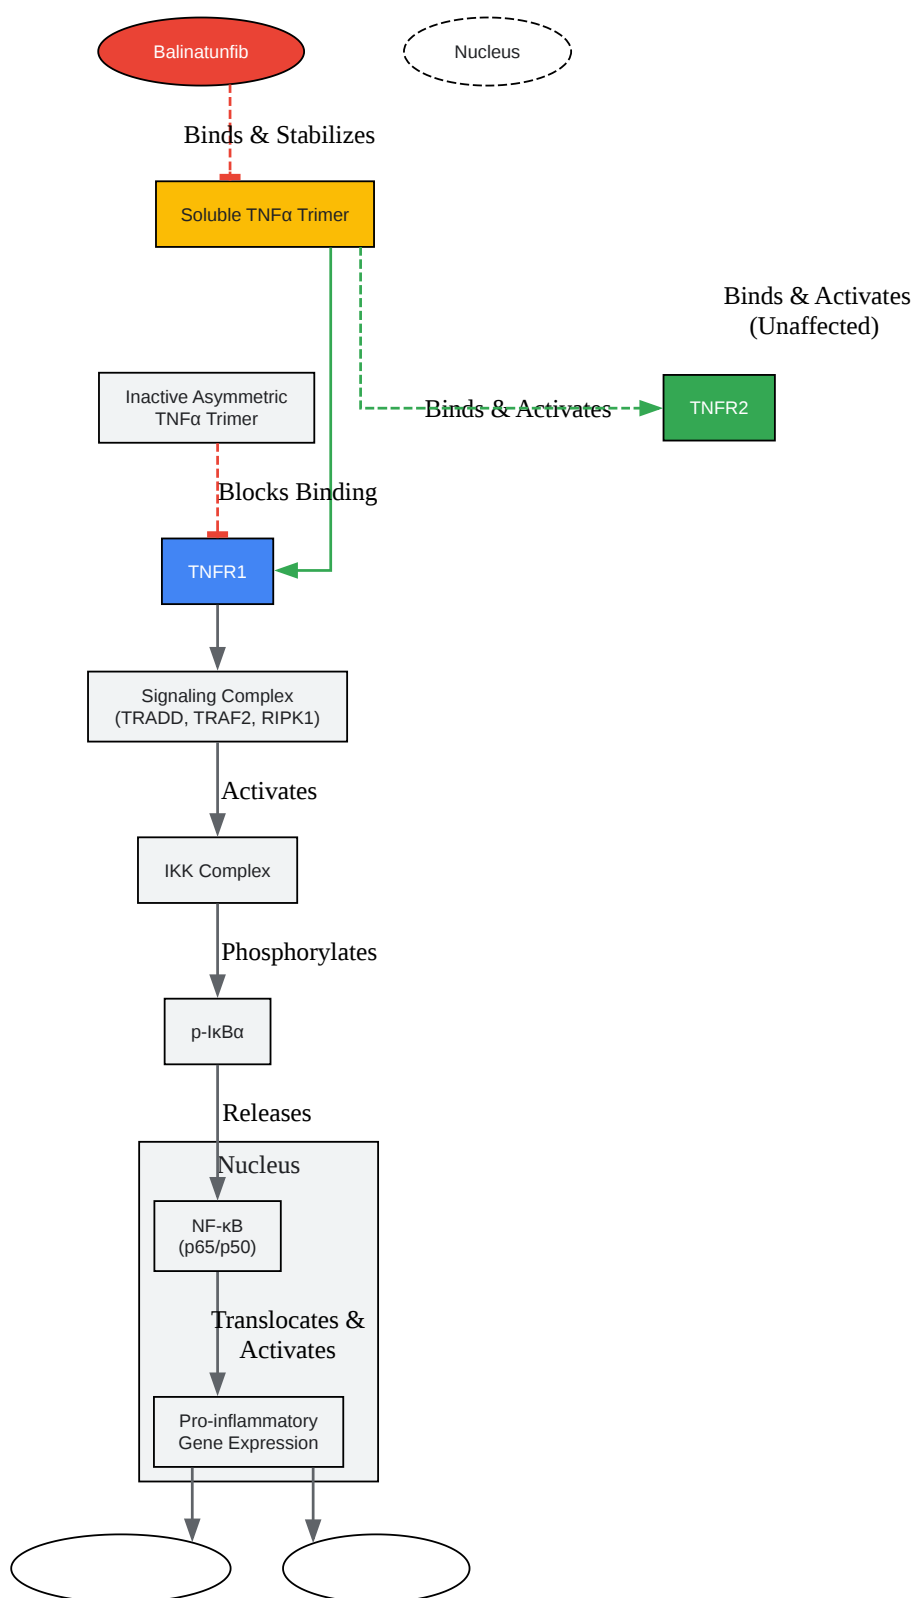 Balinatunfib
Nucleus
Binds & Stabilizes
Soluble TNFα Trimer
Binds & Activates
(Unaffected)
Inactive Asymmetric
TNFα Trimer
Binds & Activates
TNFR2
Blocks Binding
TNFR1
Signaling Complex
(TRADD, TRAF2, RIPK1)
Activates
IKK Complex
Phosphorylates
p-IκBα
Releases
Nucleus
NF-κB
(p65/p50)
Translocates &
Activates
Pro-inflammatory
Gene Expression